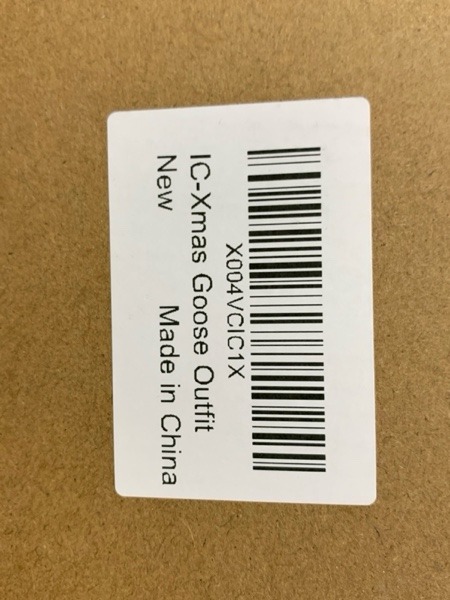 X004VCIC1X
IC-Xmas Goose Outfit
New Made in China